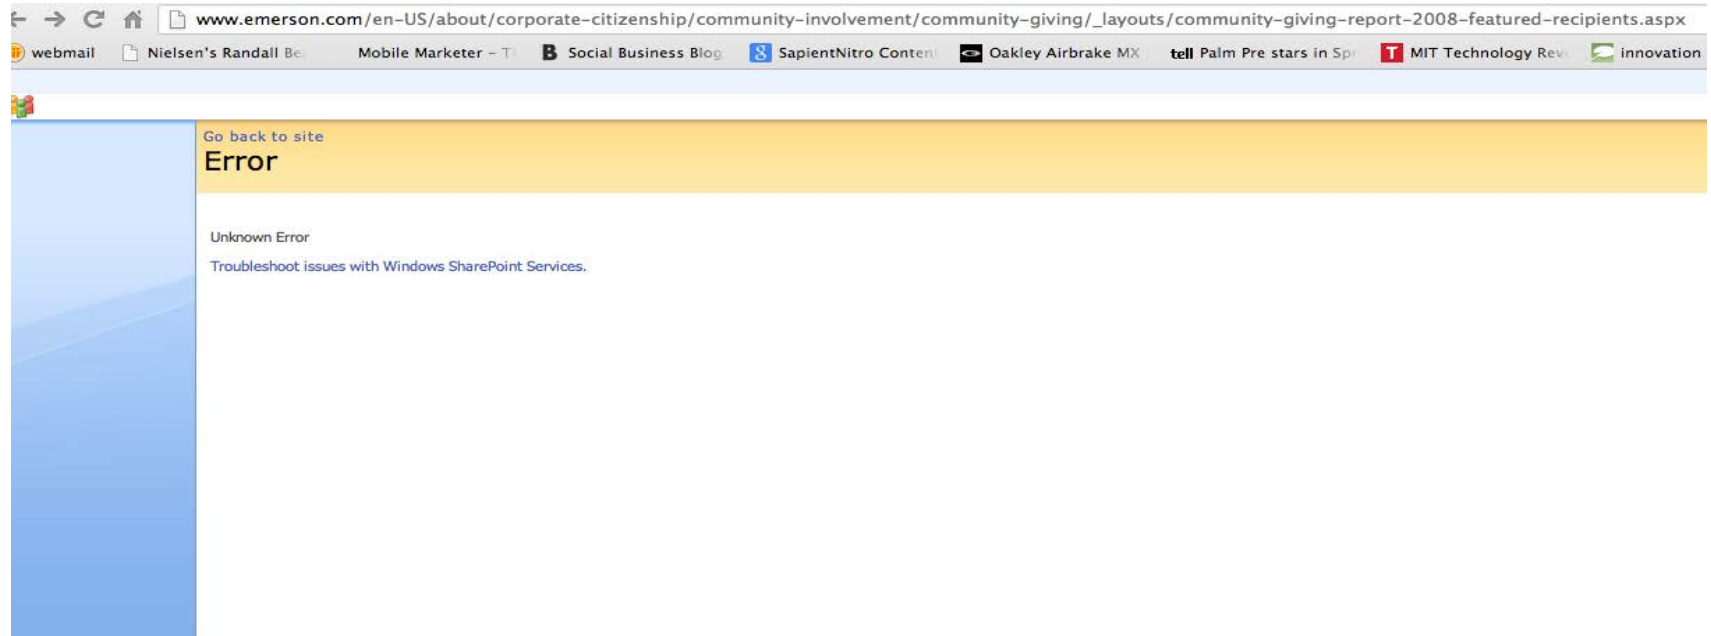 www.emerson.com/en-US/about/corporate-citizenship/community-involvement/community-giving/_layouts/community-giving-report-2008-featured-recipients.aspx
webmail Nielsen's Randall Be Mobile Marketer – T B Social Business Blog 8 SapientNitro Conten Oakley Airbrake MX tell Palm Pre stars in Sp T MIT Technology Rev innovation
Go back to site
Error
Unknown Error
Troubleshoot issues with Windows SharePoint Services.